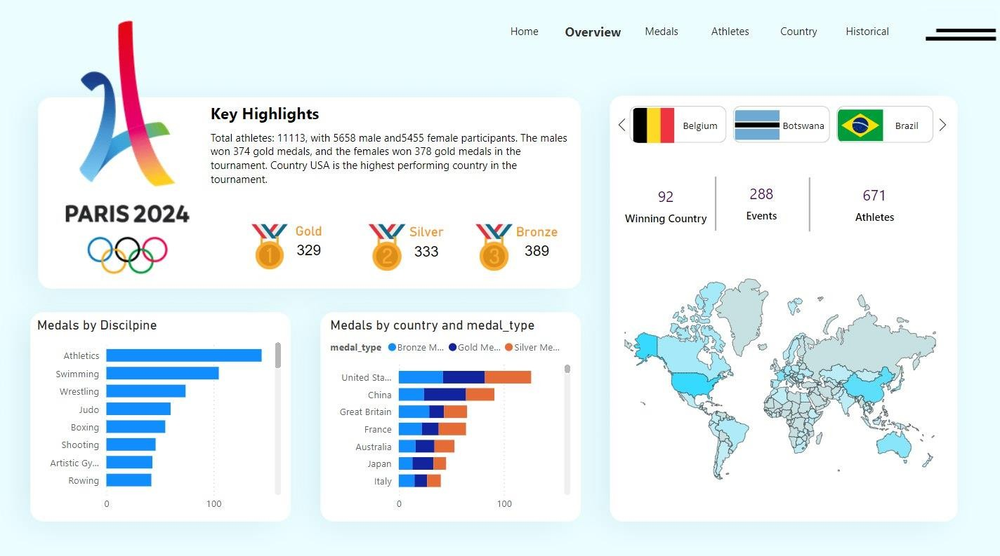 Home Overview Medals Athletes Country Historical
PARIS 2024
Key Highlights
Total athletes: 11113, with 5658 male and5455 female participants. The males
won 374 gold medals, and the females won 378 gold medals in the
tournament. Country USA is the highest performing country in the
tournament.
1 Gold
329
2 Silver
333
3 Bronze
389
Belgium Botswana Brazil
92 288 671
Winning Country Events Athletes
Medals by Discilpine
Athletics
Swimming
Wrestling
Judo
Boxing
Shooting
Artistic Gy...
Rowing
0 100
Medals by country and medal_type
medal_type Bronze M... Gold Me... Silver Me...
United Sta...
China
Great Britain
France
Australia
Japan
Italy
0 100